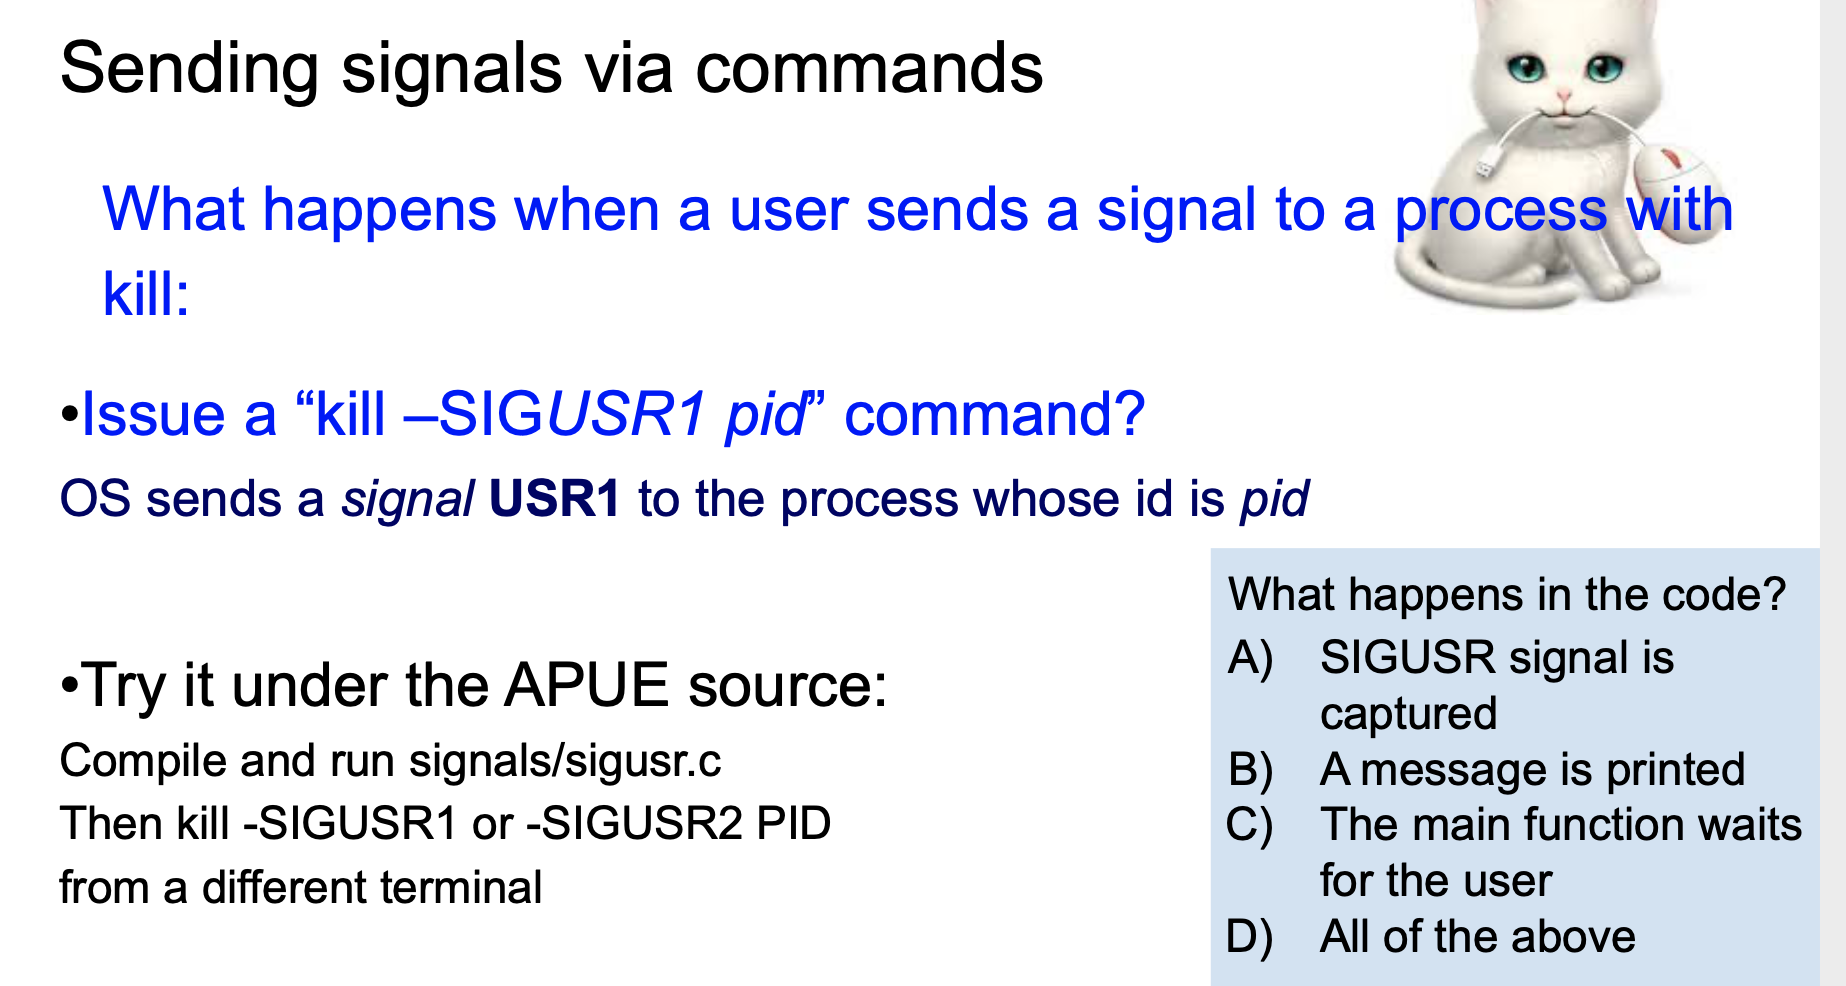 Sending signals via commands
What happens when a user sends a signal to a process with
kill:
•Issue a “kill –SIGUSR1 pid” command?
OS sends a signal USR1 to the process whose id is pid
•Try it under the APUE source:
Compile and run signals/sigusr.c
Then kill -SIGUSR1 or -SIGUSR2 PID
from a different terminal
What happens in the code?
A) SIGUSR signal is
captured
B) A message is printed
C) The main function waits
for the user
D) All of the above